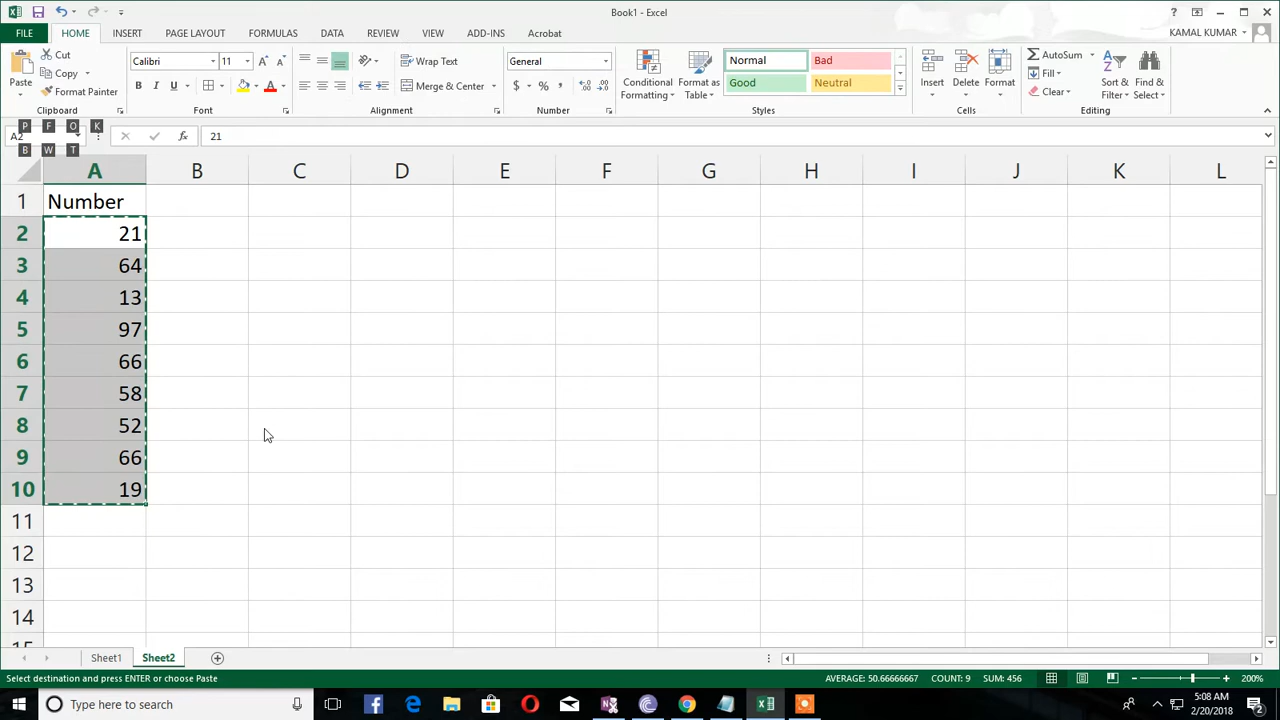 Book1 - Excel
FILE HOME INSERT PAGE LAYOUT FORMULAS DATA REVIEW VIEW ADD-INS Acrobat
KAMAL KUMAR
Paste
Cut
Copy
Format Painter
Clipboard
Calibri 11
B I U
Font
Wrap Text
Merge & Center
Alignment
General
$ % ,
Number
Conditional Formatting
Format as Table
Normal Bad
Good Neutral
Styles
Insert Delete Format
Cells
AutoSum
Fill
Clear
Sort & Filter
Find & Select
Editing
P F O K
A2
B W T
fx 21
A B C D E F G H I J K L
1 Number
2 21
3 64
4 13
5 97
6 66
7 58
8 52
9 66
10 19
11
12
13
14
15
Sheet1 Sheet2
Select destination and press ENTER or choose Paste
AVERAGE: 50.66666667 COUNT: 9 SUM: 456
200%
Type here to search
5:08 AM
2/20/2018
2